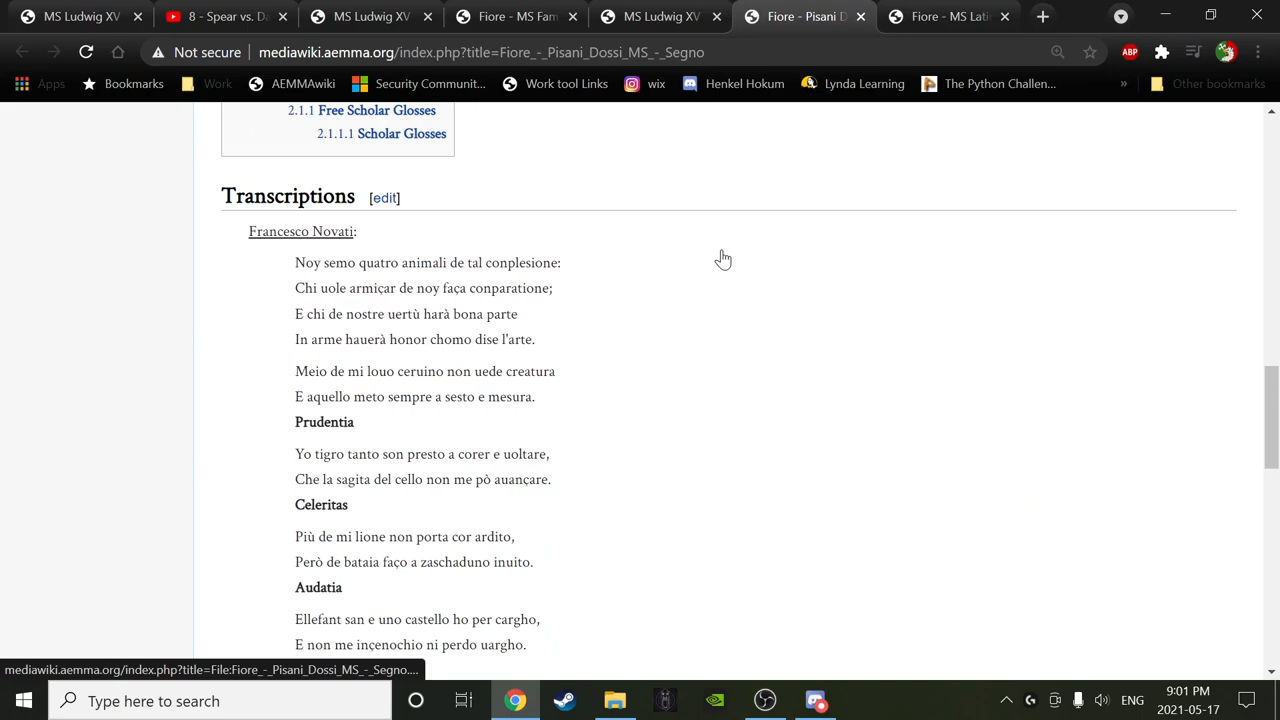 MS Ludwig XV
8 - Spear vs. Da
MS Ludwig XV
Fiore - MS Fam
MS Ludwig XV
Fiore - Pisani D
Fiore - MS Latin
Not secure
mediawiki.aemma.org/index.php?title=Fiore_-_Pisani_Dossi_MS_-_Segno
ABP
Apps
Bookmarks
Work
AEMMAwiki
Security Communit...
Work tool Links
wix
Henkel Hokum
Lynda Learning
The Python Challen...
»
Other bookmarks
2.1.1 Free Scholar Glosses
2.1.1.1 Scholar Glosses
Transcriptions [edit]
Francesco Novati:
Noy semo quatro animali de tal conplesione:
Chi uole armiçar de noy faça conparatione;
E chi de nostre uertù harà bona parte
In arme hauerà honor chomo dise l'arte.
Meio de mi louo ceruino non uede creatura
E aquello meto sempre a sesto e mesura.
Prudentia
Yo tigro tanto son presto a corer e uoltare,
Che la sagita del cello non me pò auançare.
Celeritas
Più de mi lione non porta cor ardito,
Però de bataia faço a zaschaduno inuito.
Audatia
Ellefant san e uno castello ho per cargho,
E non me inçenochio ni perdo uargho.
mediawiki.aemma.org/index.php?title=File:Fiore_-_Pisani_Dossi_MS_-_Segno....
Type here to search
ENG
9:01 PM
2021-05-17